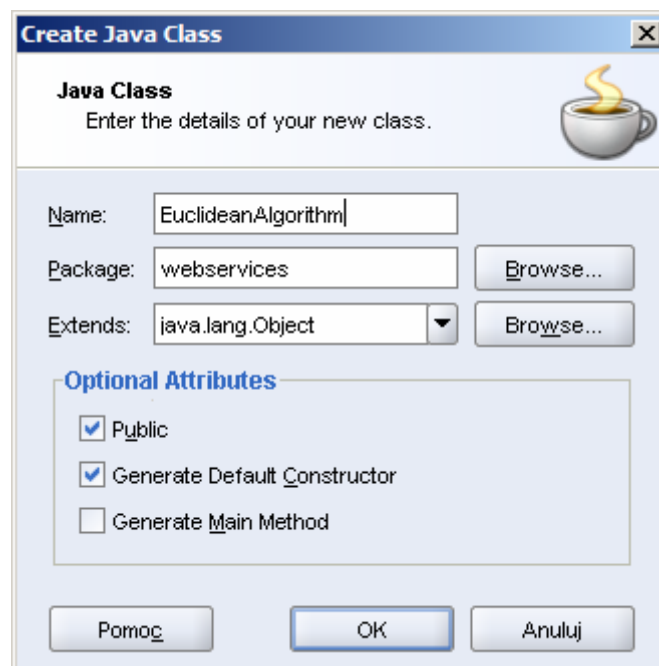 Create Java Class
Java Class
Enter the details of your new class.
Name: EuclideanAlgorithm
Package: webservices Browse...
Extends: java.lang.Object Browse...
Optional Attributes
Public
Generate Default Constructor
Generate Main Method
Pomoc OK Anuluj